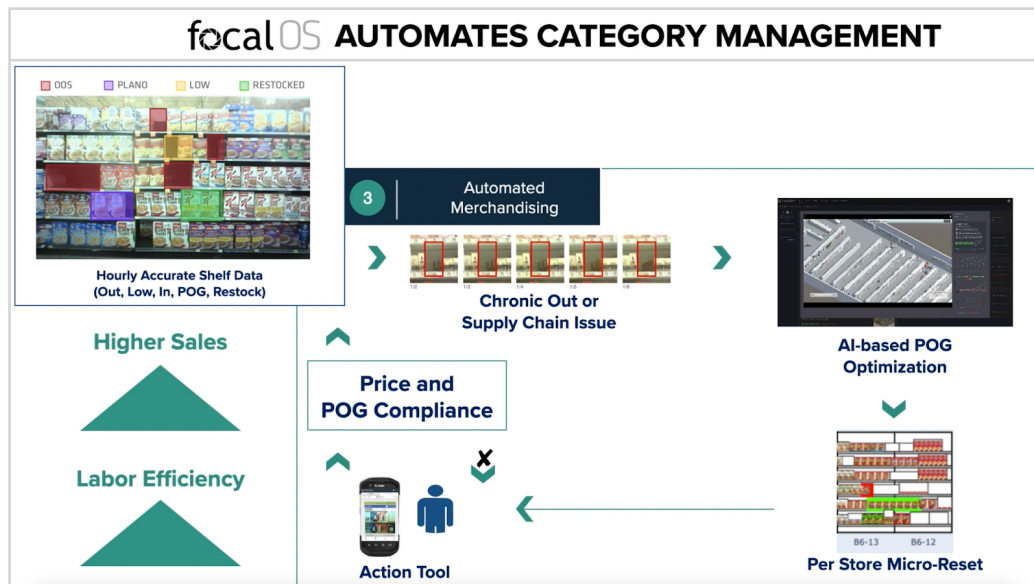 focalOS AUTOMATES CATEGORY MANAGEMENT
OOS PLANO LOW RESTOCKED
Hourly Accurate Shelf Data
(Out, Low, In, POG, Restock)
3
Automated
Merchandising
1/2 1/3 1/4 1/5 1/6
Chronic Out or
Supply Chain Issue
AI-based POG
Optimization
Higher Sales
Price and
POG Compliance
Labor Efficiency
Action Tool
B6-13 B6-12
Per Store Micro-Reset